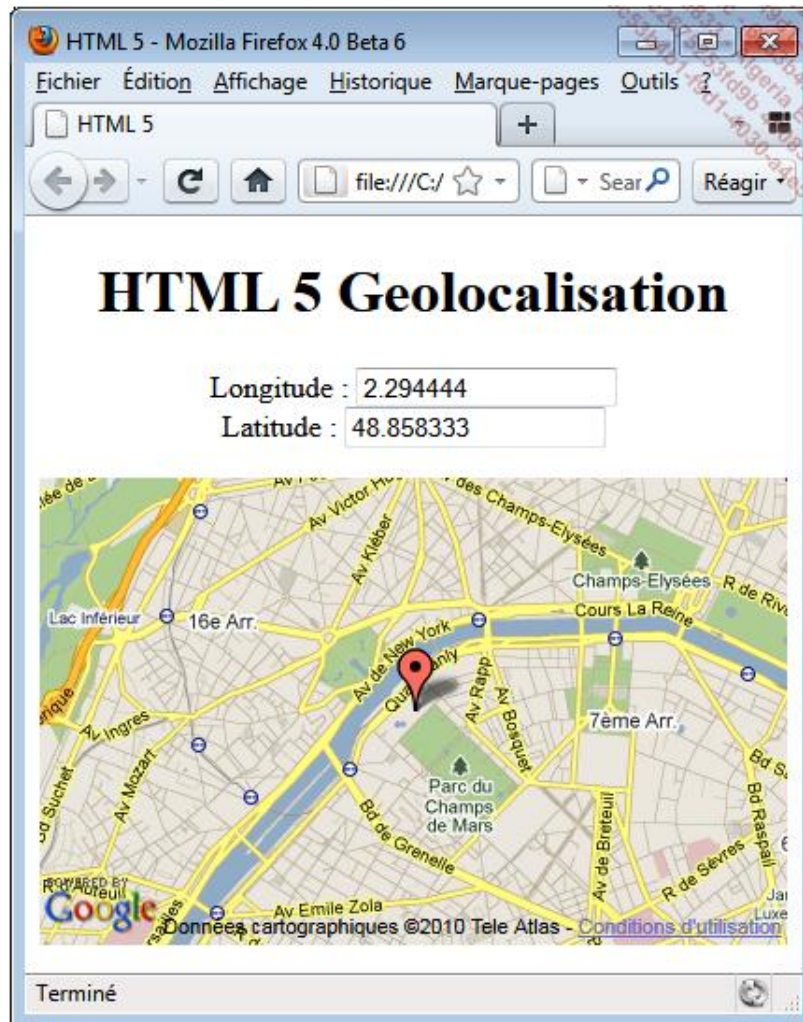 HTML 5 - Mozilla Firefox 4.0 Beta 6
Fichier Édition Affichage Historique Marque-pages Outils ?
HTML 5
file:///C:/ Sear Réagir
HTML 5 Geolocalisation
Longitude : 2.294444
Latitude : 48.858333
Av Victor
des Champs-Elysées
Av Kléber
Champs-Elysées
R de Riv
Lac Inférieur
16e Arr.
Cours La Reine
Av de New York
Av Rapp
Av Bosquet
7ème Arr.
Av Ingres
Av Mozart
Bd Suchet
Parc du
Champs
de Mars
Bd de Grenelle
Av de Breteuil
Bd Raspail
R de Sèvres
POWERED BY
Google
Av Emile Zola
Données cartographiques ©2010 Tele Atlas - Conditions d'utilisation
Terminé